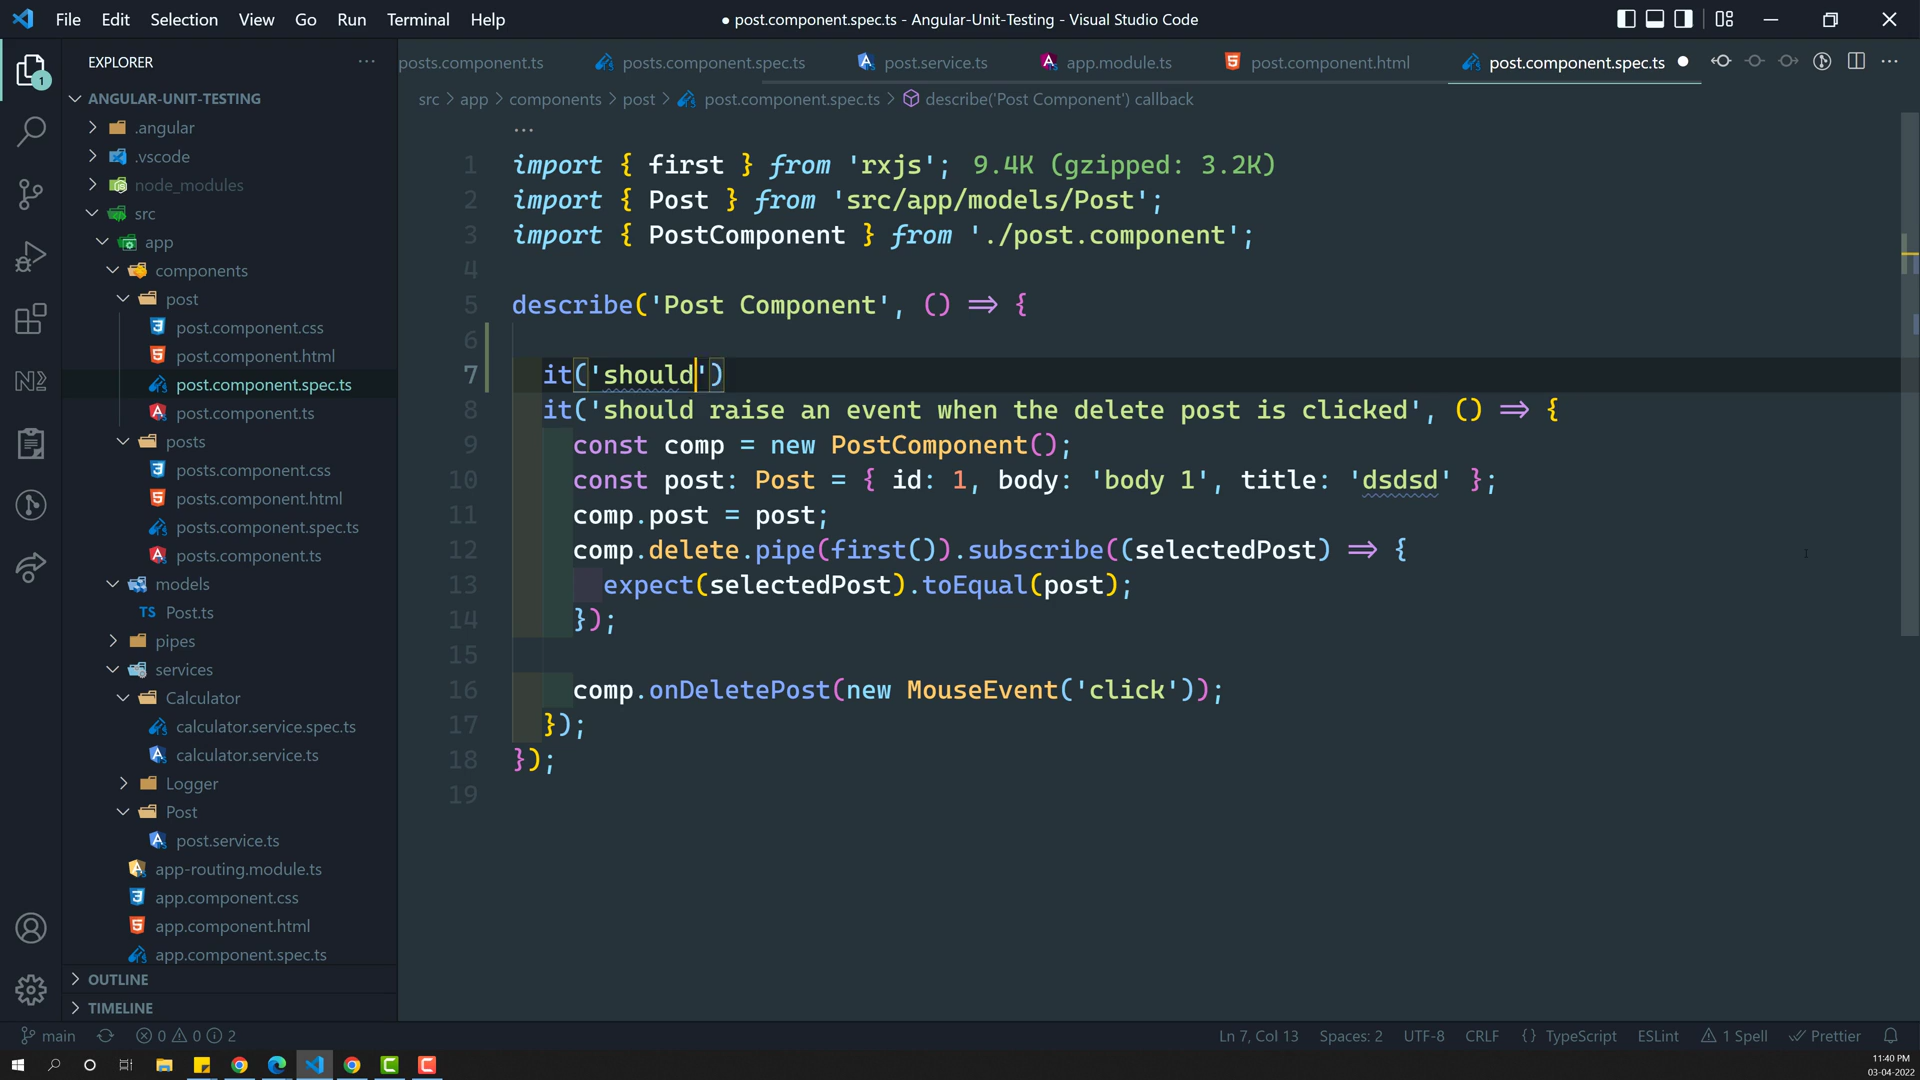 File Edit Selection View Go Run Terminal Help
● post.component.spec.ts - Angular-Unit-Testing - Visual Studio Code
EXPLORER ...
posts.component.ts posts.component.spec.ts post.service.ts app.module.ts post.component.html post.component.spec.ts ●
src > app > components > post > post.component.spec.ts > describe('Post Component') callback
ANGULAR-UNIT-TESTING
.angular
.vscode
node_modules
src
app
components
post
post.component.css
post.component.html
post.component.spec.ts
post.component.ts
posts
posts.component.css
posts.component.html
posts.component.spec.ts
posts.component.ts
models
TS Post.ts
pipes
services
Calculator
calculator.service.spec.ts
calculator.service.ts
Logger
Post
post.service.ts
app-routing.module.ts
app.component.css
app.component.html
app.component.spec.ts
OUTLINE
TIMELINE
1
...
1 import { first } from 'rxjs'; 9.4K (gzipped: 3.2K)
2 import { Post } from 'src/app/models/Post';
3 import { PostComponent } from './post.component';
4
5 describe('Post Component', () => {
6
7 it('should')
8 it('should raise an event when the delete post is clicked', () => {
9 const comp = new PostComponent();
10 const post: Post = { id: 1, body: 'body 1', title: 'dsdsd' };
11 comp.post = post;
12 comp.delete.pipe(first()).subscribe((selectedPost) => {
13 expect(selectedPost).toEqual(post);
14 });
15
16 comp.onDeletePost(new MouseEvent('click'));
17 });
18 });
19
main 0 0 2 Ln 7, Col 13 Spaces: 2 UTF-8 CRLF {} TypeScript ESLint 1 Spell Prettier
11:40 PM
03-04-2022